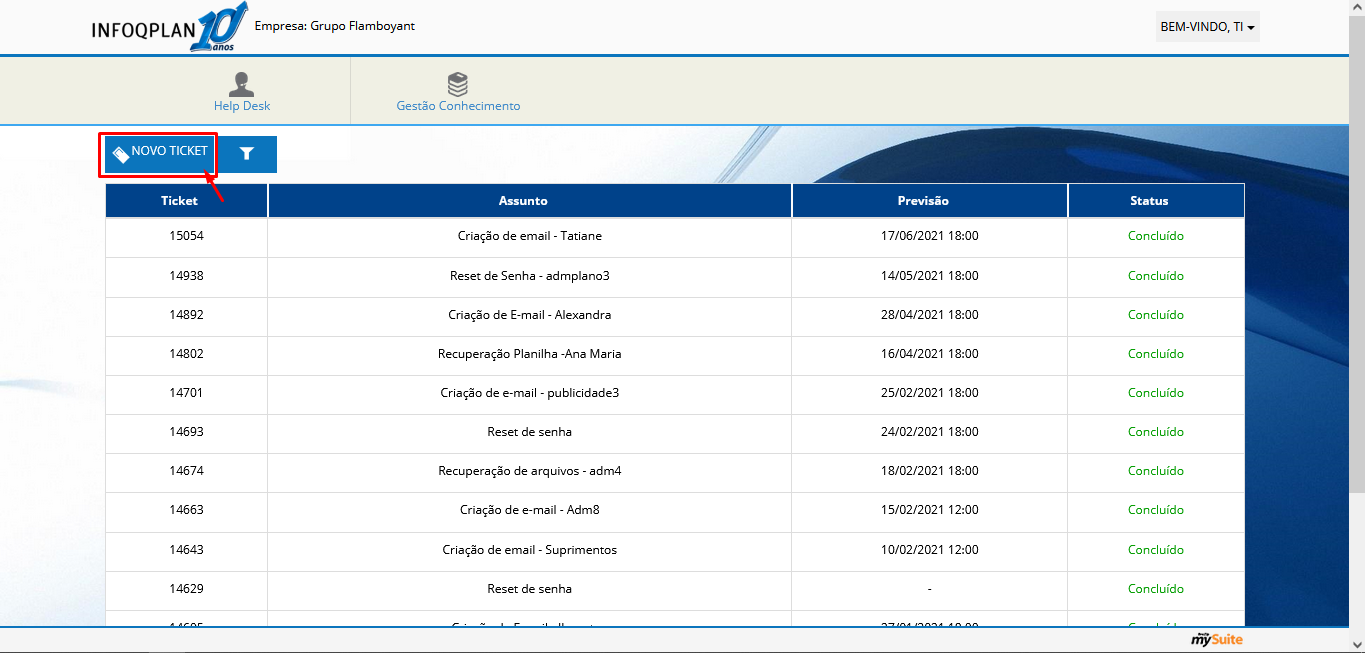 INFOQPLAN 10 anos
Empresa: Grupo Flamboyant
BEM-VINDO, TI
Help Desk
Gestão Conhecimento
NOVO TICKET
Ticket Assunto Previsão Status
15054 Criação de email - Tatiane 17/06/2021 18:00 Concluído
14938 Reset de Senha - admplano3 14/05/2021 18:00 Concluído
14892 Criação de E-mail - Alexandra 28/04/2021 18:00 Concluído
14802 Recuperação Planilha -Ana Maria 16/04/2021 18:00 Concluído
14701 Criação de e-mail - publicidade3 25/02/2021 18:00 Concluído
14693 Reset de senha 24/02/2021 18:00 Concluído
14674 Recuperação de arquivos - adm4 18/02/2021 18:00 Concluído
14663 Criação de e-mail - Adm8 15/02/2021 12:00 Concluído
14643 Criação de email - Suprimentos 10/02/2021 12:00 Concluído
14629 Reset de senha - Concluído
27/01/2021 18:00 Concluído
mySuite